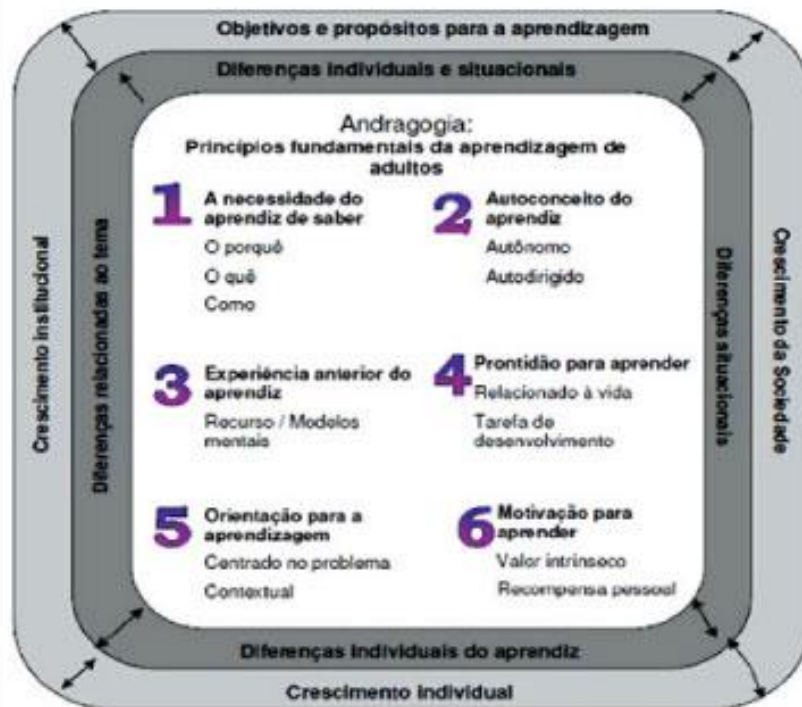 Objetivos e propósitos para a aprendizagem
Diferenças individuais e situacionais
Andragogia:
Princípios fundamentais da aprendizagem de
adultos
1
A necessidade do
aprendiz de saber
O porquê
O quê
Como
2
Autoconceito do
aprendiz
Autônomo
Autodirigido
3
Experiência anterior do
aprendiz
Recurso / Modelos
mentais
4
Prontidão para aprender
Relacionado à vida
Tarefa de
desenvolvimento
5
Orientação para a
aprendizagem
Centrado no problema
Contextual
6
Motivação para
aprender
Valor intrínseco
Recompensa pessoal
Crescimento institucional
Diferenças relacionadas ao tema
Diferenças situacionais
Crescimento da Sociedade
Diferenças Individuais do aprendiz
Crescimento Individual